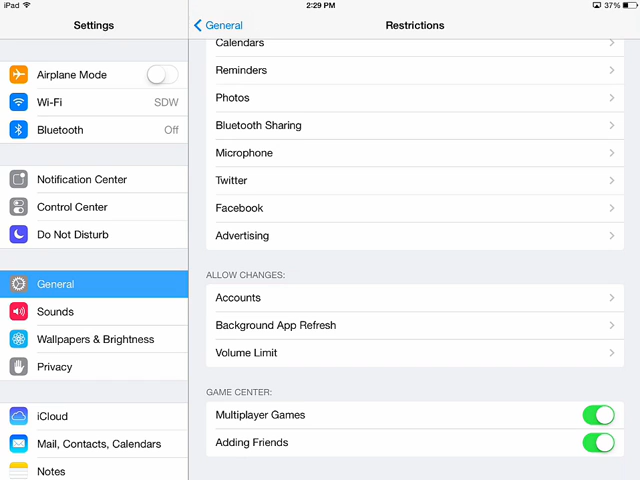 iPad 2:29 PM 37%
Settings
General Restrictions
Airplane Mode
Wi-Fi SDW
Bluetooth Off
Notification Center
Control Center
Do Not Disturb
General
Sounds
Wallpapers & Brightness
Privacy
iCloud
Mail, Contacts, Calendars
Notes
Calendars
Reminders
Photos
Bluetooth Sharing
Microphone
Twitter
Facebook
Advertising
ALLOW CHANGES:
Accounts
Background App Refresh
Volume Limit
GAME CENTER:
Multiplayer Games
Adding Friends